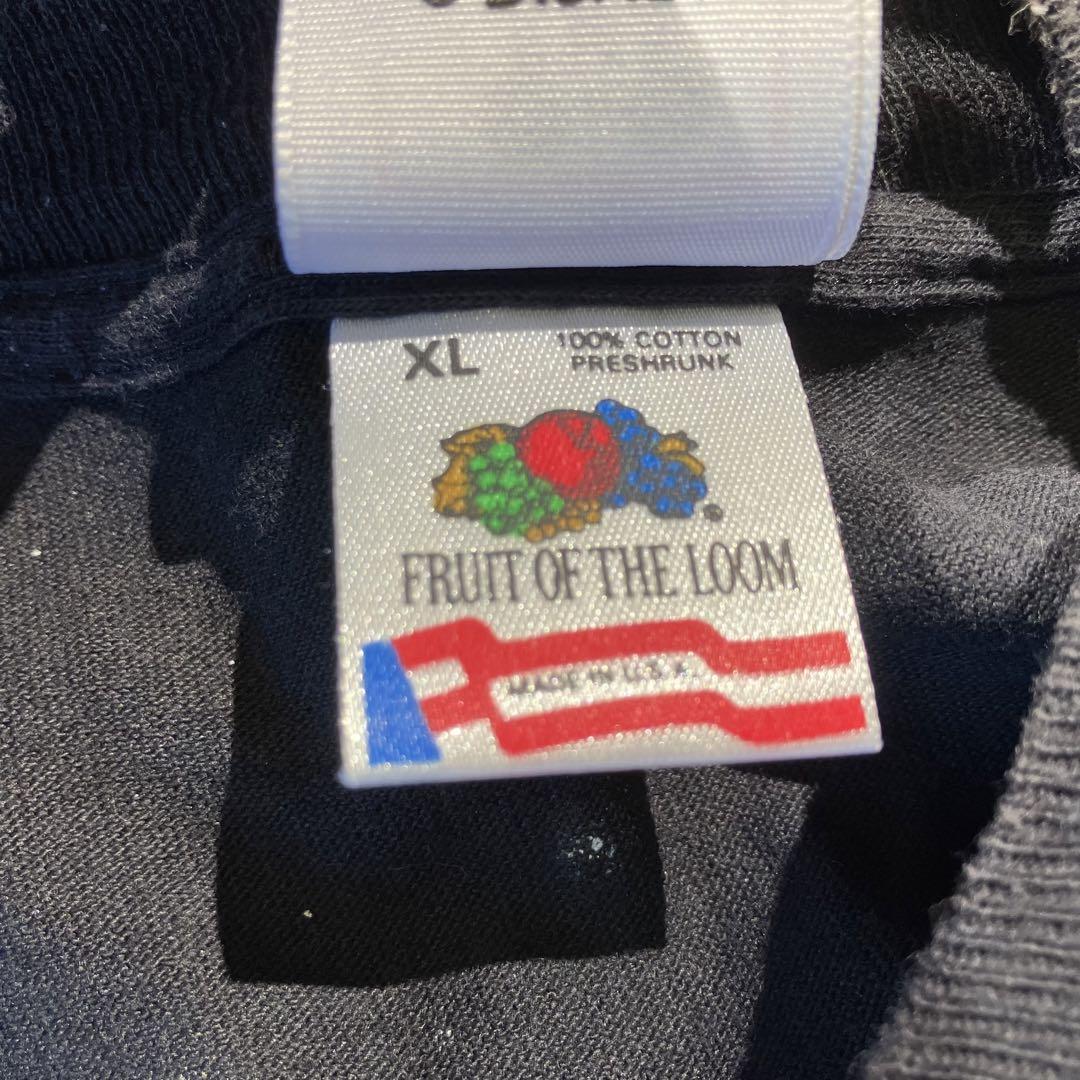 XL
100% COTTON
PRESHRUNK
®
FRUIT OF THE LOOM
MADE IN U.S.A.